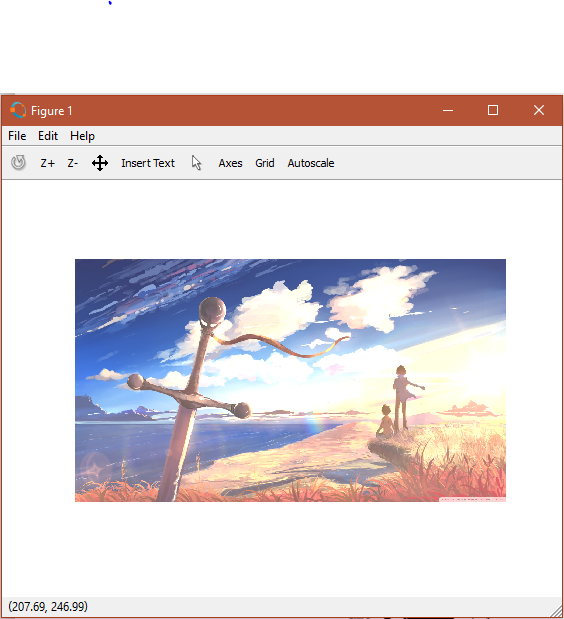 Figure 1
File Edit Help
Z+ Z- Insert Text Axes Grid Autoscale
(207.69, 246.99)